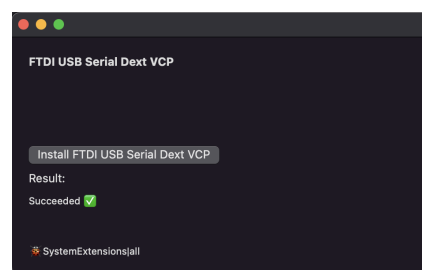 FTDI USB Serial Dext VCP
Install FTDI USB Serial Dext VCP
Result:
Succeeded ✅
SystemExtensions|all